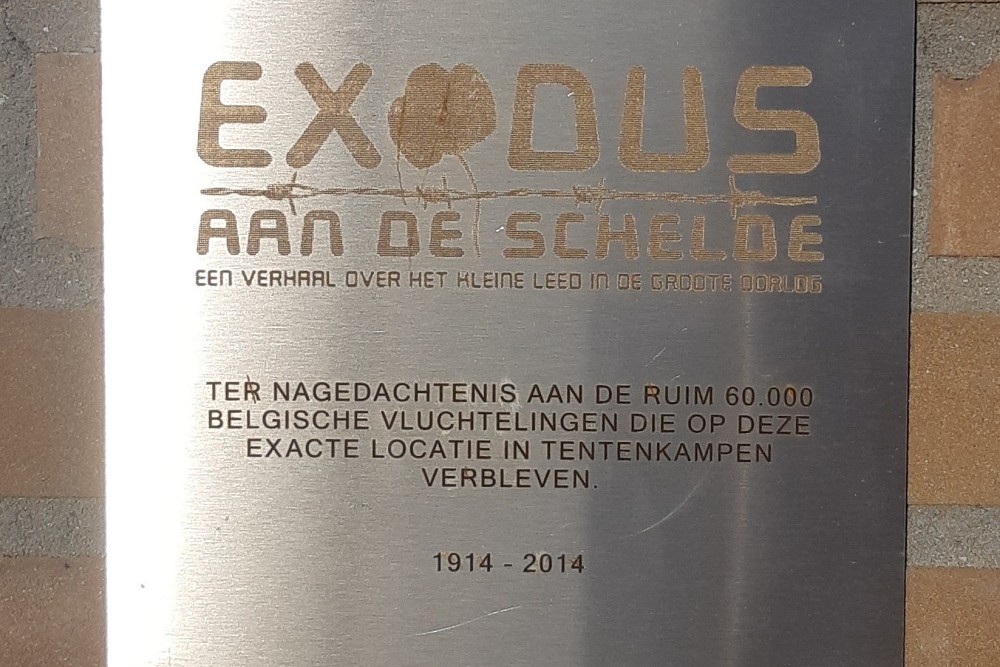 EXODUS
AAN DE SCHELDE
EEN VERHAAL OVER HET KLEINE LEED IN DE GROOTE OORLOG
TER NAGEDACHTENIS AAN DE RUIM 60.000
BELGISCHE VLUCHTELINGEN DIE OP DEZE
EXACTE LOCATIE IN TENTENKAMPEN
VERBLEVEN.
1914 - 2014